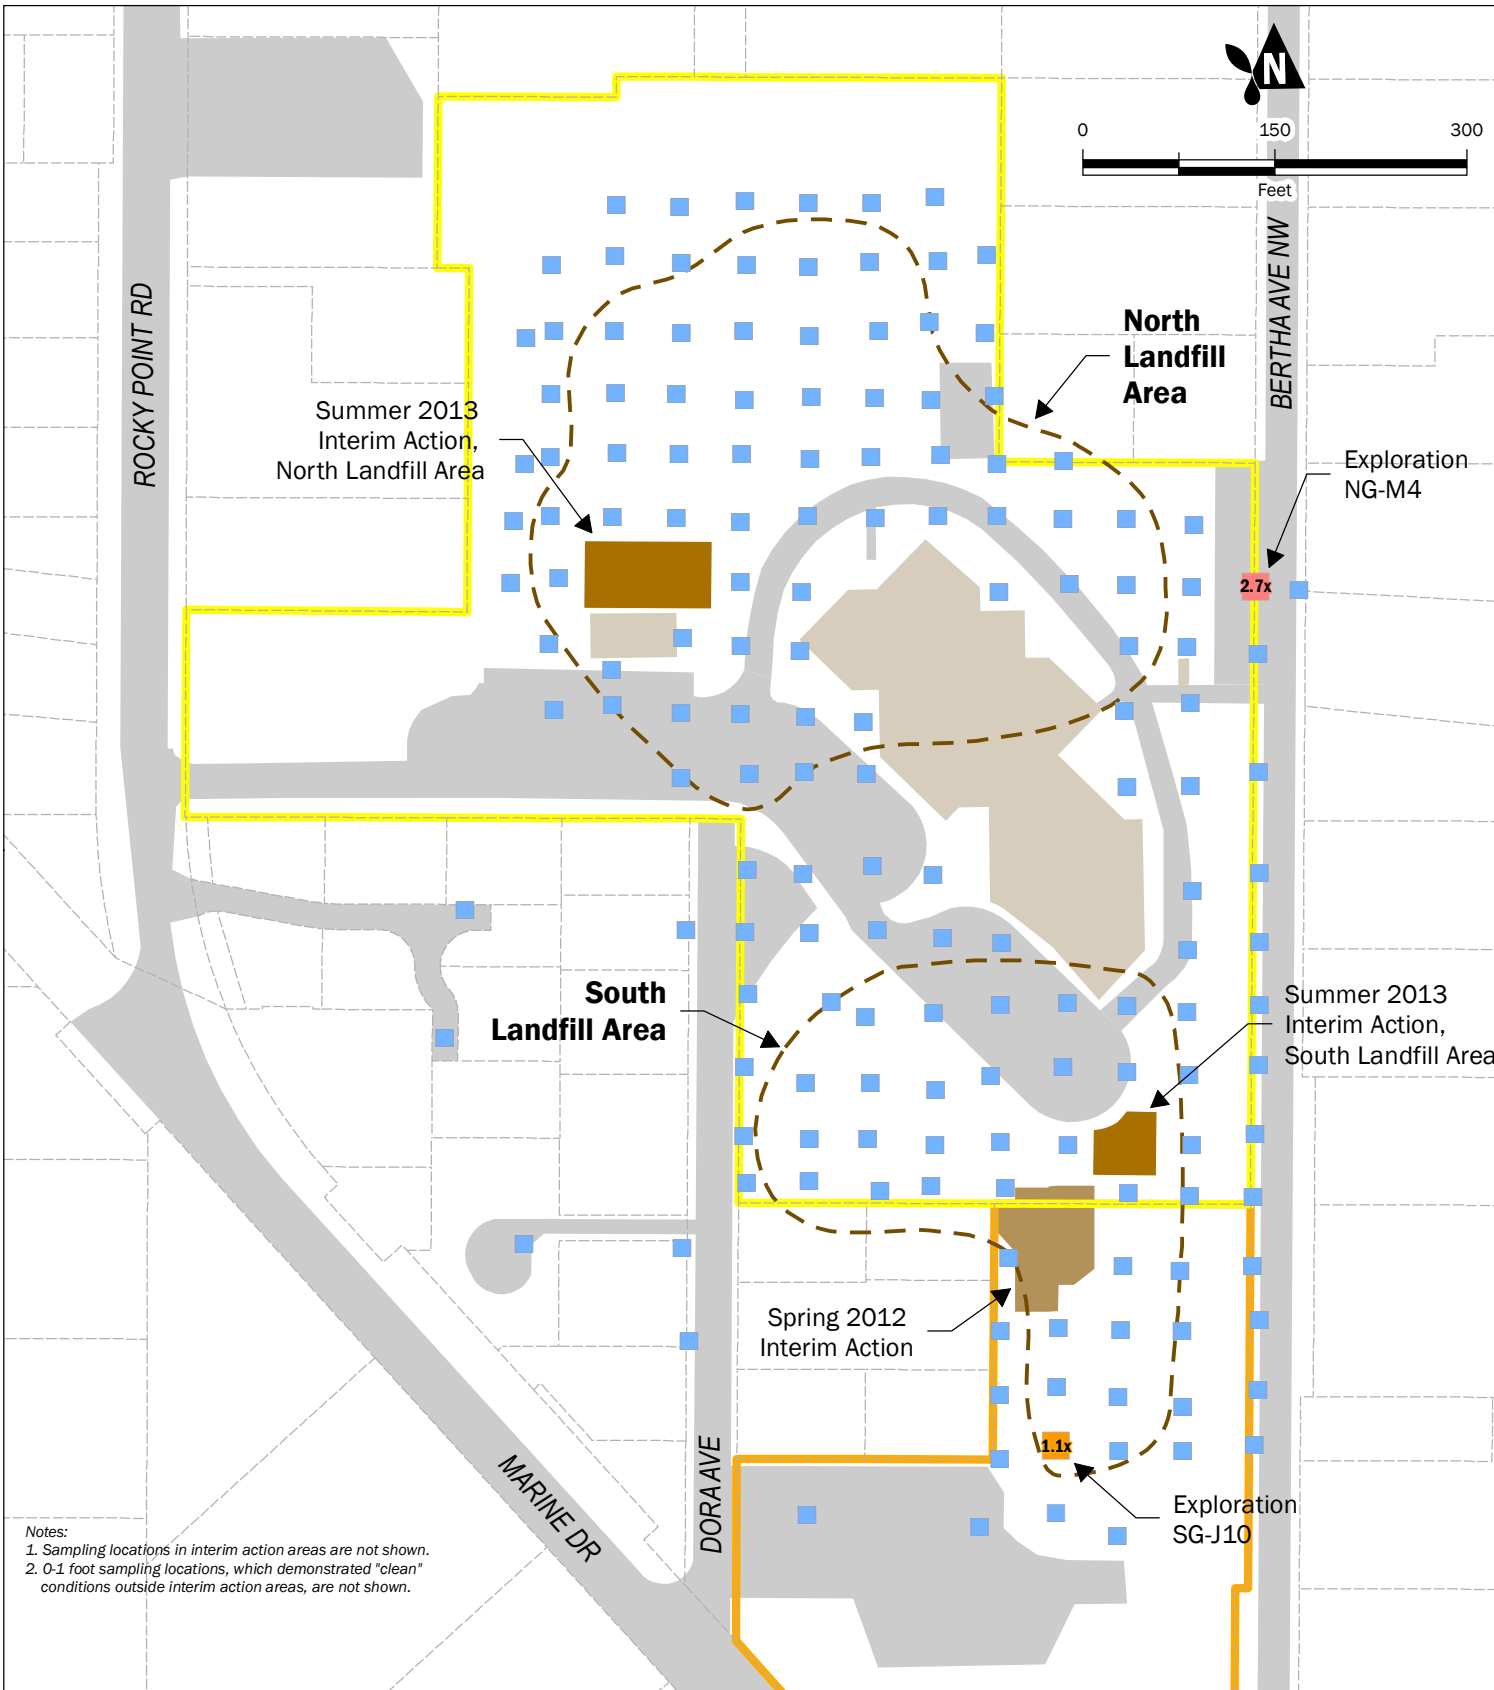 N
0 150 300
Feet
ROCKY POINT RD
BERTHA AVE NW
North
Landfill
Area
Summer 2013
Interim Action,
North Landfill Area
Exploration
NG-M4
2.7x
South
Landfill Area
Summer 2013
Interim Action,
South Landfill Area
Spring 2012
Interim Action
1.1x
Exploration
SG-J10
MARINE DR
DORA AVE
Notes:
1. Sampling locations in interim action areas are not shown.
2. 0-1 foot sampling locations, which demonstrated "clean"
conditions outside interim action areas, are not shown.